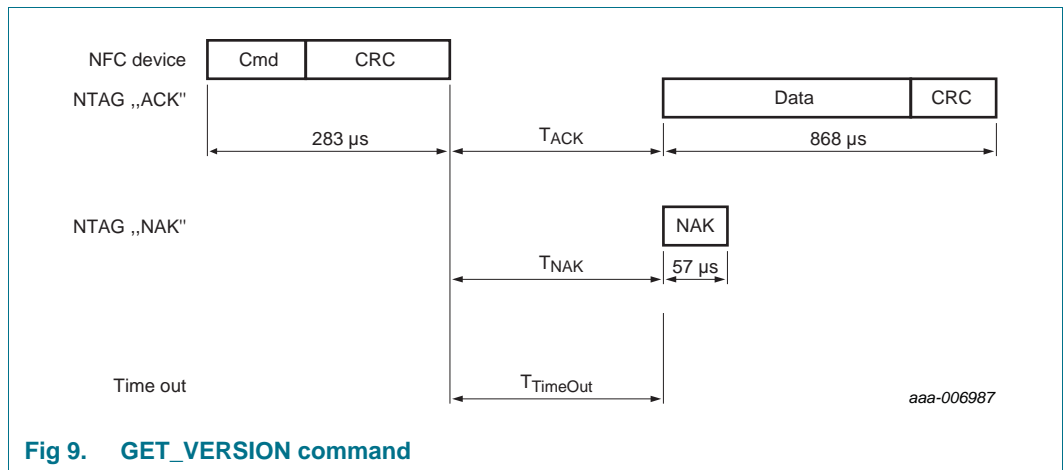 NFC device Cmd CRC
NTAG ,,ACK" Data CRC
283 µs TACK 868 µs
NTAG ,,NAK" NAK
TNAK 57 µs
Time out TTimeOut aaa-006987
Fig 9. GET_VERSION command